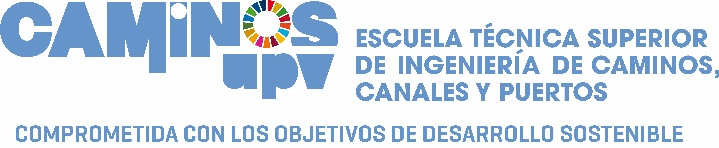 CAMINOS
upv
ESCUELA TÉCNICA SUPERIOR
DE INGENIERÍA DE CAMINOS,
CANALES Y PUERTOS
COMPROMETIDA CON LOS OBJETIVOS DE DESARROLLO SOSTENIBLE